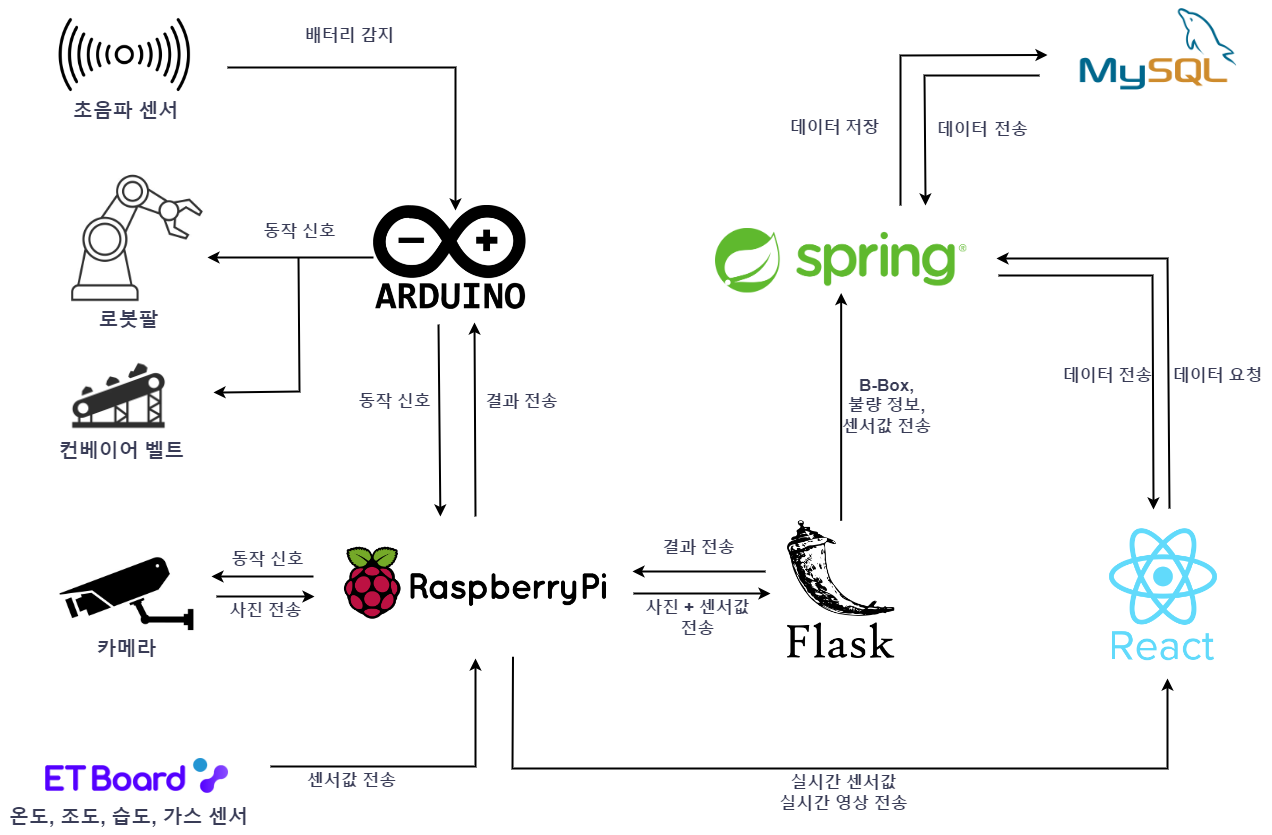 배터리 감지
초음파 센서
MySQL
데이터 저장
데이터 전송
동작 신호
ARDUINO
spring®
로봇팔
컨베이어 벨트
동작 신호
결과 전송
B-Box,
불량 정보,
센서값 전송
데이터 전송
데이터 요청
동작 신호
사진 전송
카메라
RaspberryPi
결과 전송
사진 + 센서값
전송
Flask
React
ET Board
온도, 조도, 습도, 가스 센서
센서값 전송
실시간 센서값
실시간 영상 전송